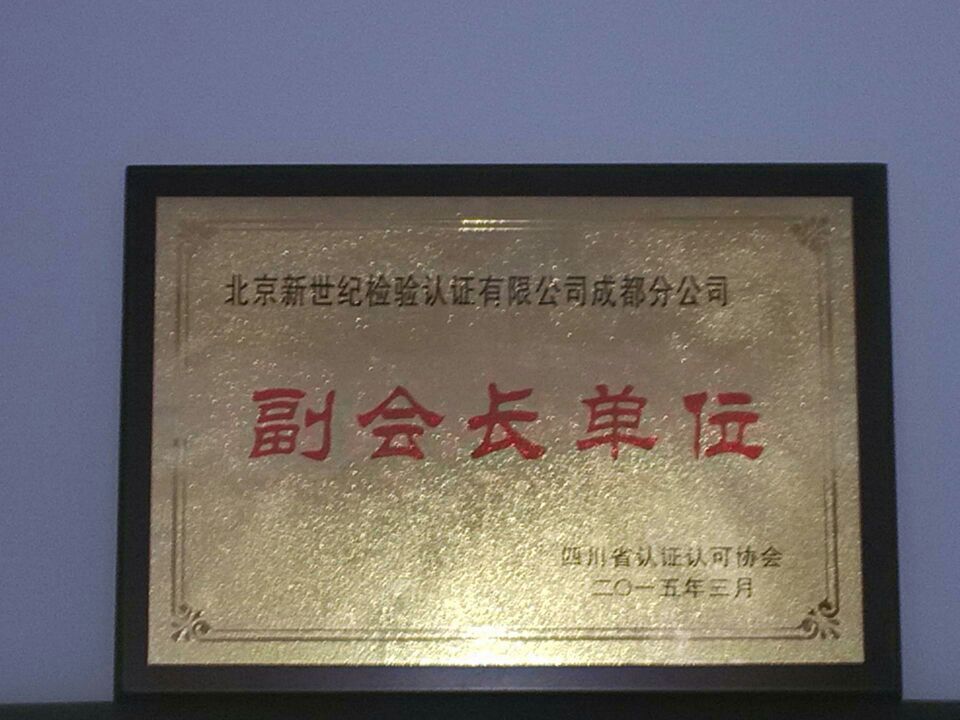 北京新世纪检验认证有限公司成都分公司
副会长单位
四川省认证认可协会
二〇一五年三月